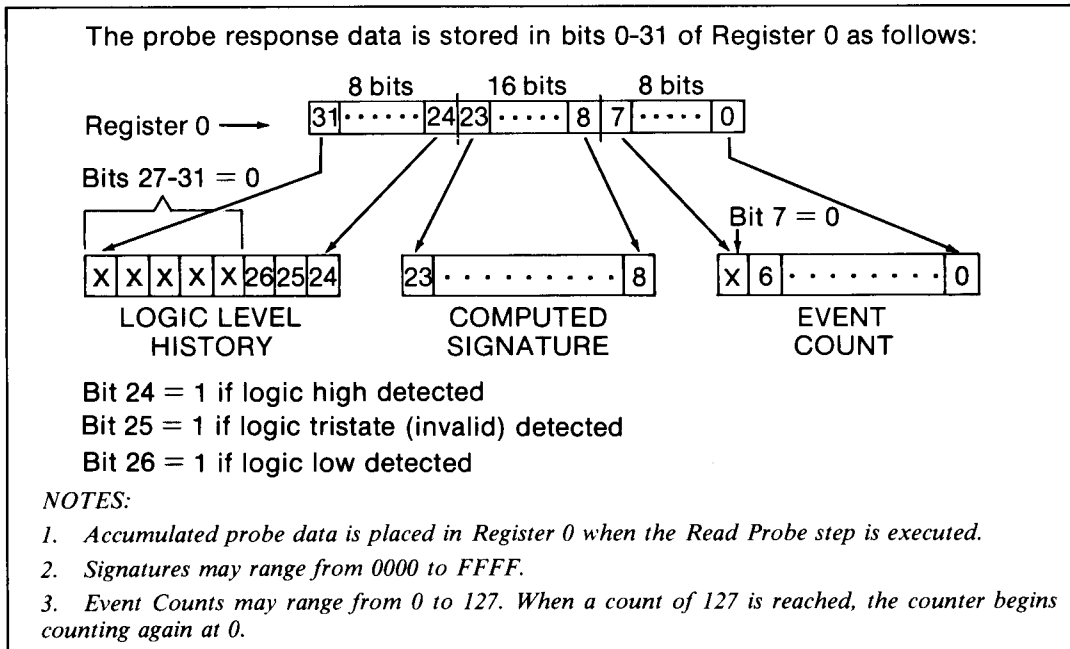 The probe response data is stored in bits 0-31 of Register 0 as follows:
8 bits 16 bits 8 bits
Register 0 → 31 · · · · · · 24 23 · · · · · 8 7 · · · · · 0
Bits 27-31 = 0
Bit 7 = 0
X X X X X 26 25 24 23 · · · · · · · · · 8 X 6 · · · · · · · · 0
LOGIC LEVEL
HISTORY
COMPUTED
SIGNATURE
EVENT
COUNT
Bit 24 = 1 if logic high detected
Bit 25 = 1 if logic tristate (invalid) detected
Bit 26 = 1 if logic low detected
NOTES:
1. Accumulated probe data is placed in Register 0 when the Read Probe step is executed.
2. Signatures may range from 0000 to FFFF.
3. Event Counts may range from 0 to 127. When a count of 127 is reached, the counter begins
counting again at 0.